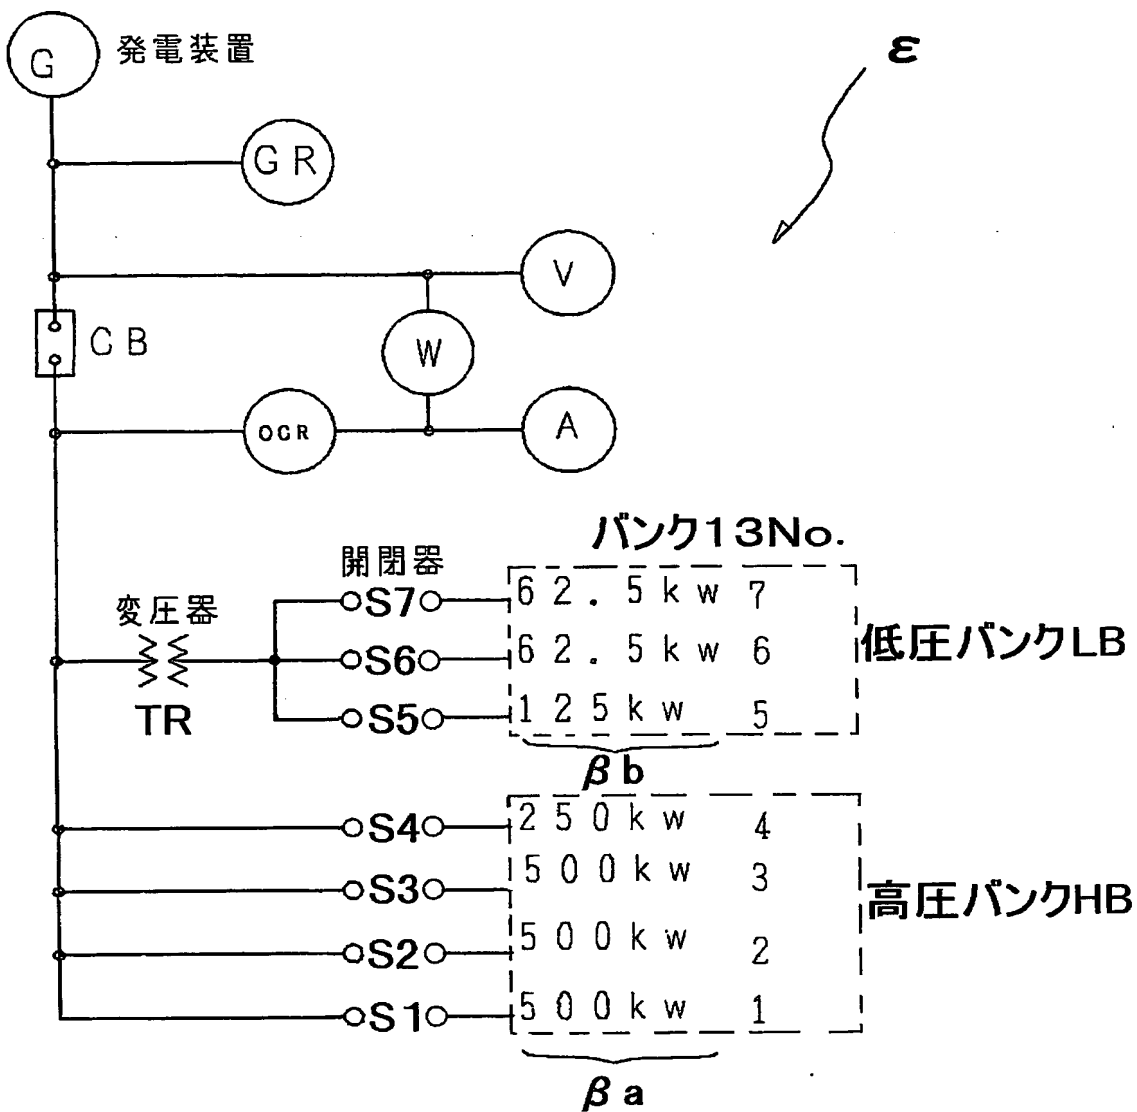 G 発電装置
ε
GR
V
CB
W
OCR
A
バンク13No.
開閉器
S7 62.5kw 7
変圧器
S6 62.5kw 6
低圧バンクLB
TR
S5 125kw 5
βb
S4 250kw 4
S3 500kw 3
高圧バンクHB
S2 500kw 2
S1 500kw 1
βa